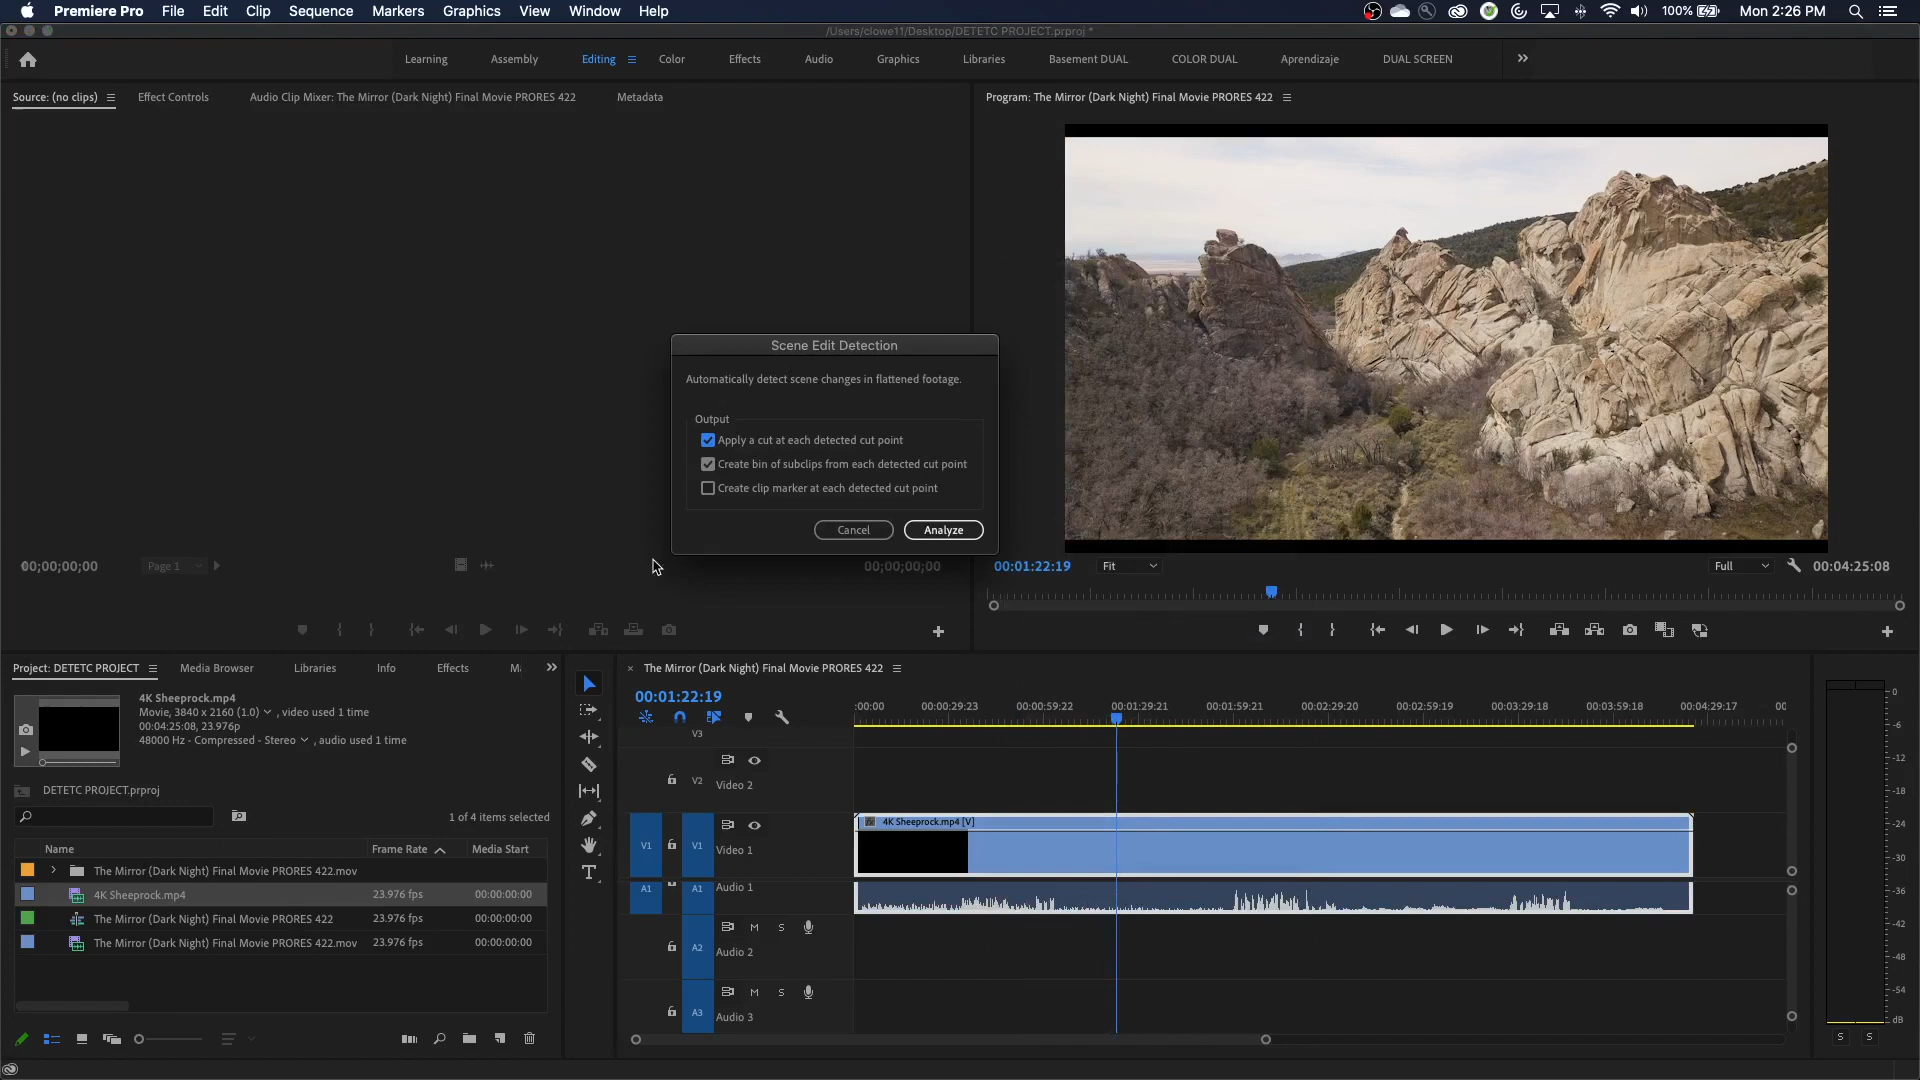 Premiere Pro File Edit Clip Sequence Markers Graphics View Window Help 100% Mon 2:26 PM
/Users/clowe11/Desktop/DETETC PROJECT.prproj *
Learning Assembly Editing Color Effects Audio Graphics Libraries Basement DUAL COLOR DUAL Aprendizaje DUAL SCREEN
Source: (no clips) Effect Controls Audio Clip Mixer: The Mirror (Dark Night) Final Movie PRORES 422 Metadata
Program: The Mirror (Dark Night) Final Movie PRORES 422
Scene Edit Detection
Automatically detect scene changes in flattened footage.
Output
Apply a cut at each detected cut point
Create bin of subclips from each detected cut point
Create clip marker at each detected cut point
Cancel Analyze
00;00;00;00 Page 1 00;00;00;00
00:01:22:19 Fit Full 00:04:25:08
Project: DETETC PROJECT Media Browser Libraries Info Effects
4K Sheeprock.mp4
Movie, 3840 x 2160 (1.0) , video used 1 time
00:04:25:08, 23.976p
48000 Hz - Compressed - Stereo , audio used 1 time
DETETC PROJECT.prproj
1 of 4 items selected
Name Frame Rate Media Start
The Mirror (Dark Night) Final Movie PRORES 422.mov
4K Sheeprock.mp4 23.976 fps 00:00:00:00
The Mirror (Dark Night) Final Movie PRORES 422 23.976 fps 00:00:00:00
The Mirror (Dark Night) Final Movie PRORES 422.mov 23.976 fps 00:00:00:00
× The Mirror (Dark Night) Final Movie PRORES 422
00:01:22:19
:00:00 00:00:29:23 00:00:59:22 00:01:29:21 00:01:59:21 00:02:29:20 00:02:59:19 00:03:29:18 00:03:59:18 00:04:29:17 00
V3
V2 Video 2
4K Sheeprock.mp4 [V]
V1 V1 Video 1
A1 A1 Audio 1
M S
A2 Audio 2
M S
A3 Audio 3
0
-6
-12
-18
-24
-30
-36
-42
-48
-54
dB
S S